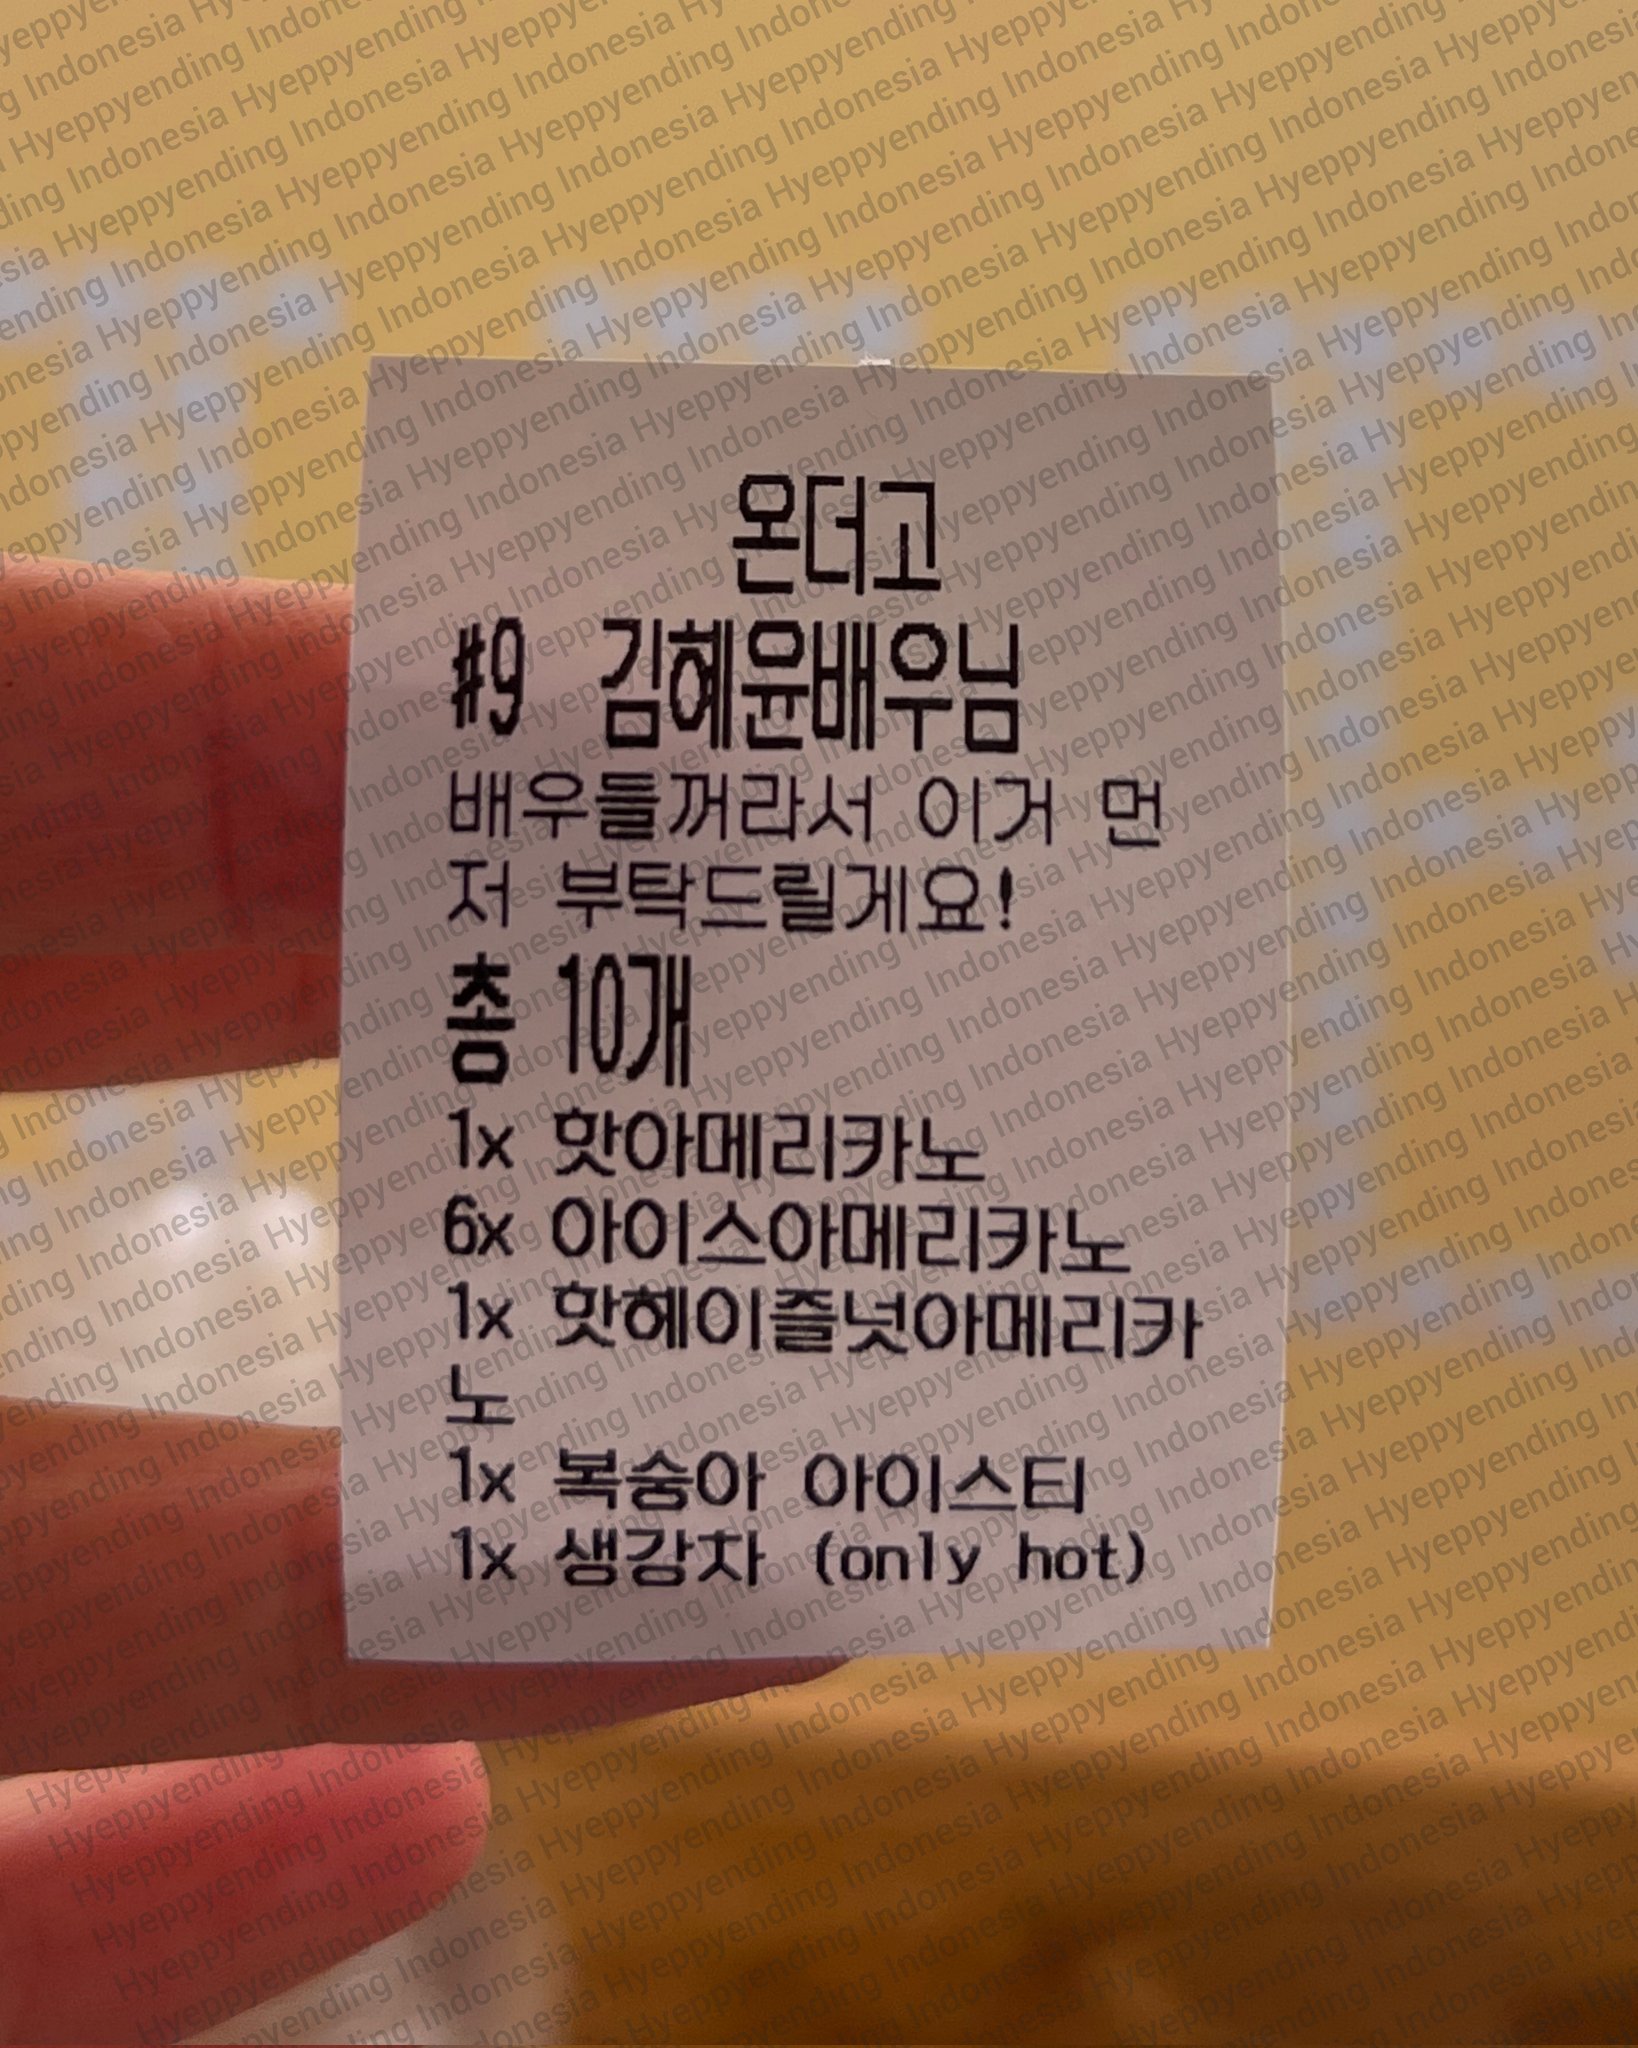 온더고
#9 김혜윤배우님
배우들꺼라서 이거 먼
저 부탁드릴게요!
총 10개
1x 핫아메리카노
6x 아이스아메리카노
1x 핫헤이즐넛아메리카
노
1x 복숭아 아이스티
1x 생강차 (only hot)
Hyeppyending Indonesia